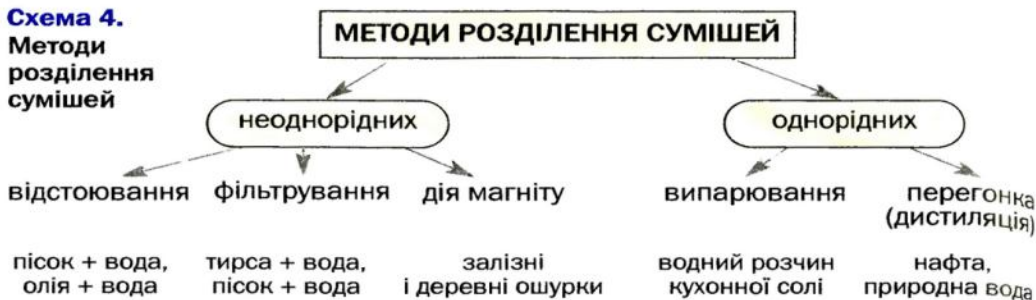 Схема 4.
Методи
розділення
сумішей
МЕТОДИ РОЗДІЛЕННЯ СУМІШЕЙ
неоднорідних
однорідних
відстоювання
фільтрування
дія магніту
випарювання
перегонка
(дистиляція)
пісок + вода,
олія + вода
тирса + вода,
пісок + вода
залізні
і деревні ошурки
водний розчин
кухонної солі
нафта,
природна вода